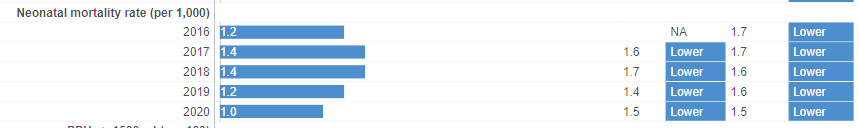 Neonatal mortality rate (per 1,000)
2016 1.2 NA 1.7 Lower
2017 1.4 1.6 Lower 1.7 Lower
2018 1.4 1.7 Lower 1.6 Lower
2019 1.2 1.4 Lower 1.6 Lower
2020 1.0 1.5 Lower 1.5 Lower